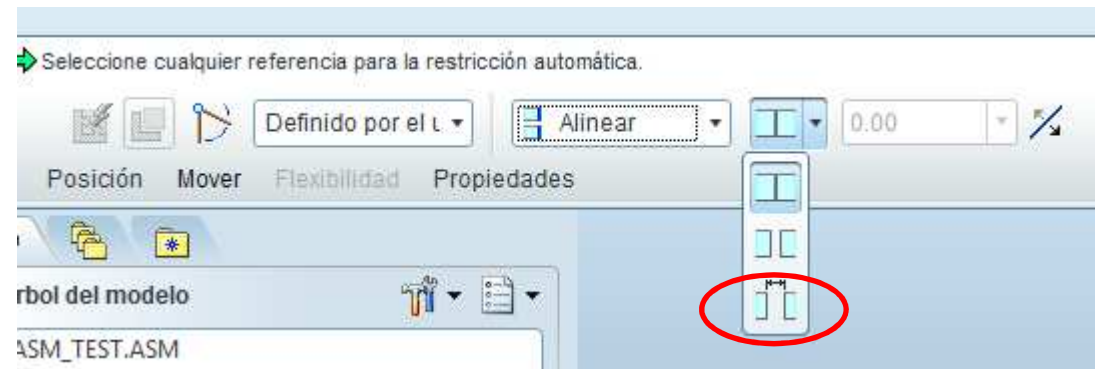 Seleccione cualquier referencia para la restricción automática.
Definido por el u Alinear 0.00
Posición Mover Flexibilidad Propiedades
rbol del modelo
ASM_TEST.ASM